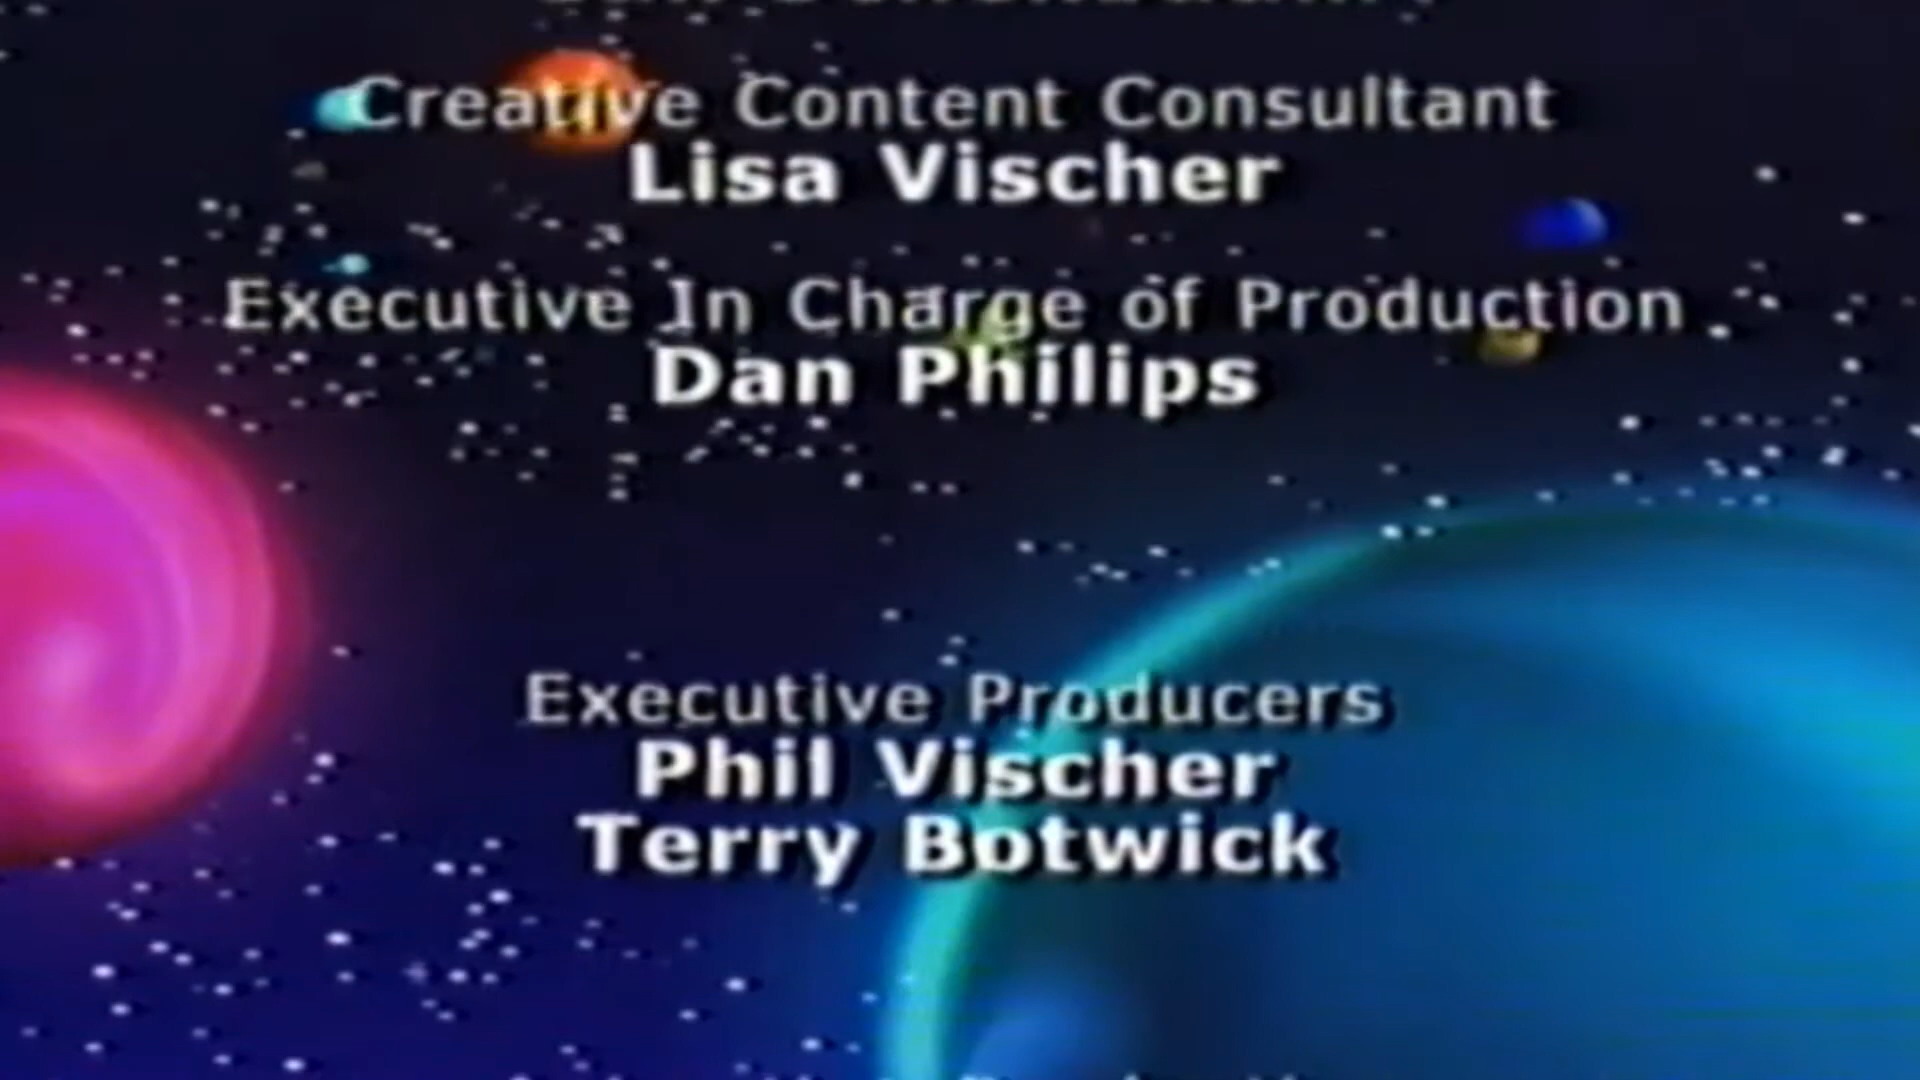 Creative Content Consultant
Lisa Vischer
Executive In Charge of Production
Dan Philips
Executive Producers
Phil Vischer
Terry Botwick